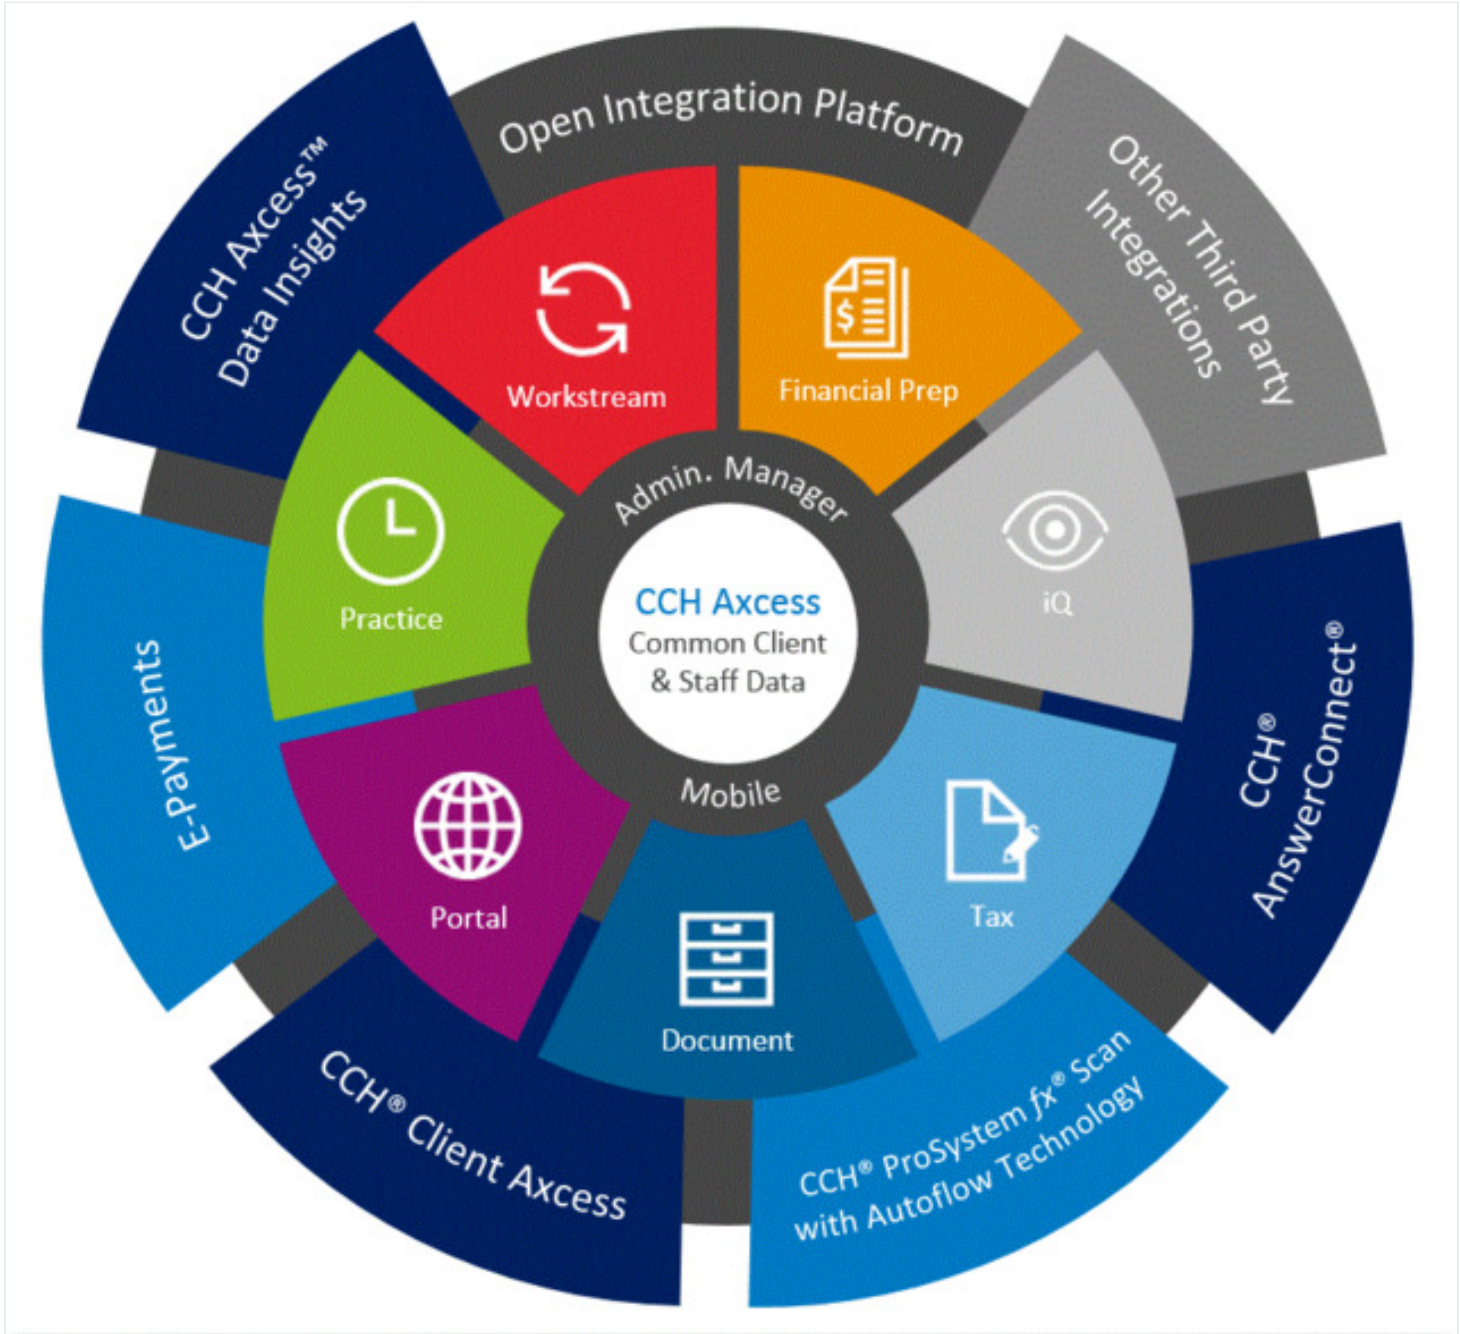 Open Integration Platform
CCH Axcess™
Data Insights
Other Third Party
Integrations
Workstream
Financial Prep
Practice
iQ
Admin. Manager
CCH Axcess
Common Client
& Staff Data
Mobile
E-Payments
CCH®
AnswerConnect®
Portal
Tax
Document
CCH® Client Axcess
CCH® ProSystem fx® Scan
with Autoflow Technology